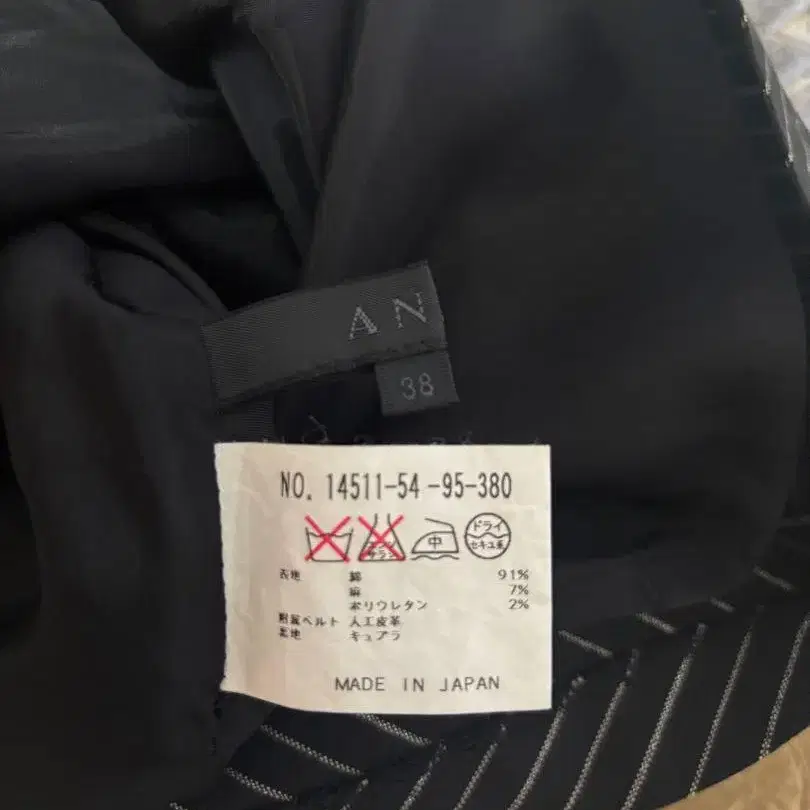 AN
38
NO. 14511-54-95-380
中
ドライ
セキユ系
表地 綿 91%
麻 7%
ポリウレタン 2%
附属ベルト 人工皮革
裏地 キュプラ
MADE IN JAPAN